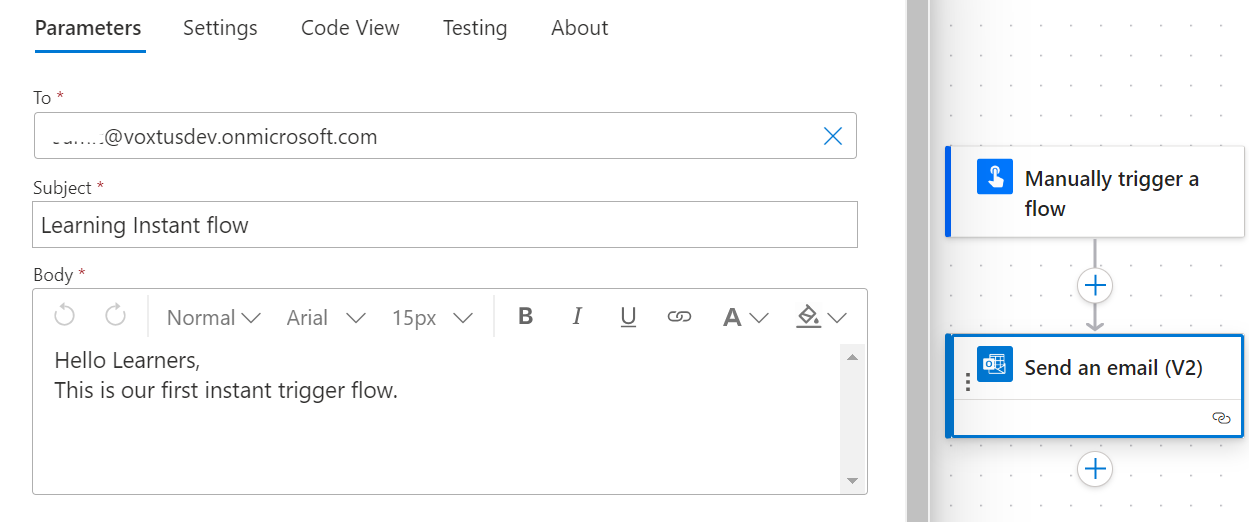 Parameters Settings Code View Testing About
To *
@voxtusdev.onmicrosoft.com
Subject *
Learning Instant flow
Body *
Normal Arial 15px B I U A
Hello Learners,
This is our first instant trigger flow.
Manually trigger a
flow
Send an email (V2)